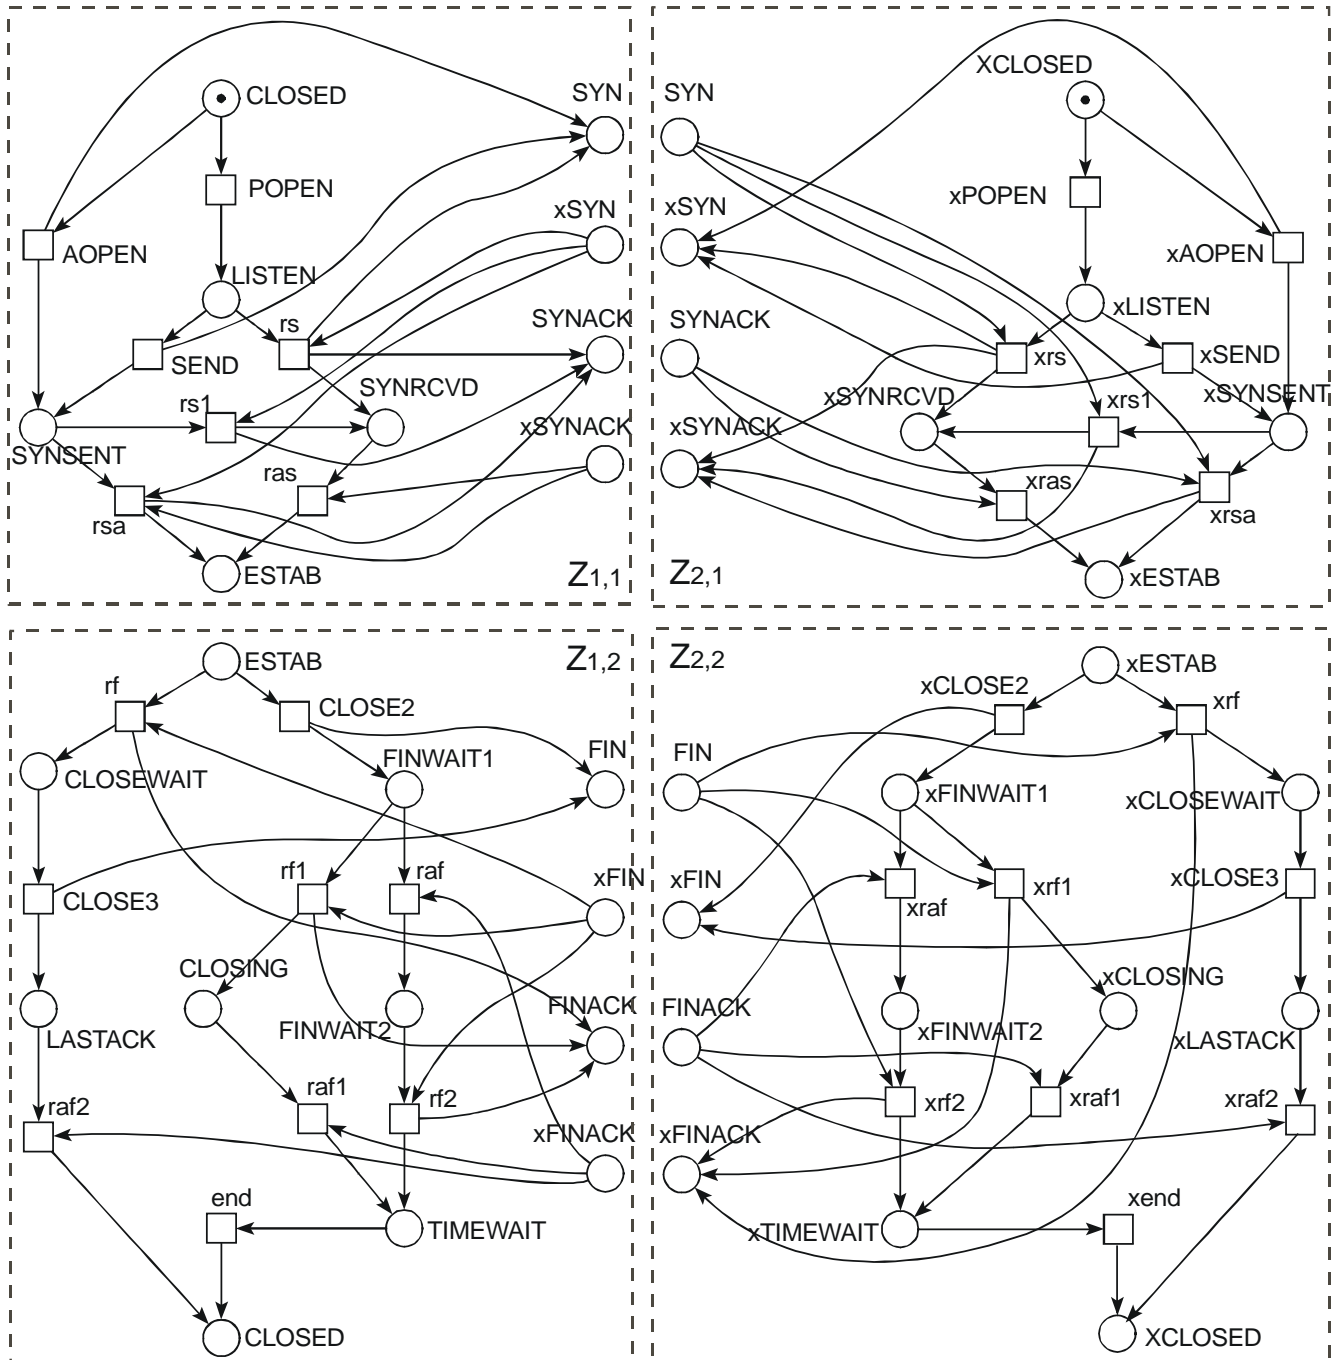 CLOSED
SYN
POPEN
xSYN
AOPEN
LISTEN
rs
SYNACK
SEND
SYNRCVD
rs1
xSYNACK
SYNSENT
ras
rsa
ESTAB
Z1,1
XCLOSED
SYN
xPOPEN
xSYN
xAOPEN
xLISTEN
SYNACK
xrs
xSEND
xSYNRCVD
xrs1
xSYNSENT
xSYNACK
xras
xrsa
xESTAB
Z2,1
ESTAB
Z1,2
rf
CLOSE2
FIN
FINWAIT1
CLOSEWAIT
rf1
raf
xFIN
CLOSE3
CLOSING
FINACK
FINWAIT2
LASTACK
raf1
rf2
raf2
xFINACK
end
TIMEWAIT
CLOSED
Z2,2
xESTAB
xCLOSE2
xrf
FIN
xFINWAIT1
xCLOSEWAIT
xFIN
xraf
xrf1
xCLOSE3
xCLOSING
FINACK
xFINWAIT2
xLASTACK
xrf2
xraf1
xraf2
xFINACK
xend
xTIMEWAIT
XCLOSED